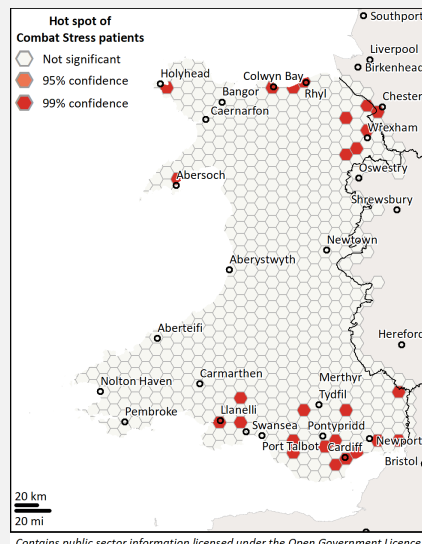 Hot spot of
Combat Stress patients
Not significant
95% confidence
99% confidence
Southport
Liverpool
Birkenhead
Holyhead
Colwyn Bay
Rhyl
Bangor
Chester
Caernarfon
Wrexham
Abersoch
Oswestry
Shrewsbury
Newtown
Aberystwyth
Aberteifi
Hereford
Carmarthen
Merthyr
Tydfil
Nolton Haven
Pembroke
Llanelli
Swansea
Pontypridd
Port Talbot
Cardiff
Newport
Bristol
20 km
20 mi
Contains public sector information licensed under the Open Government Licence